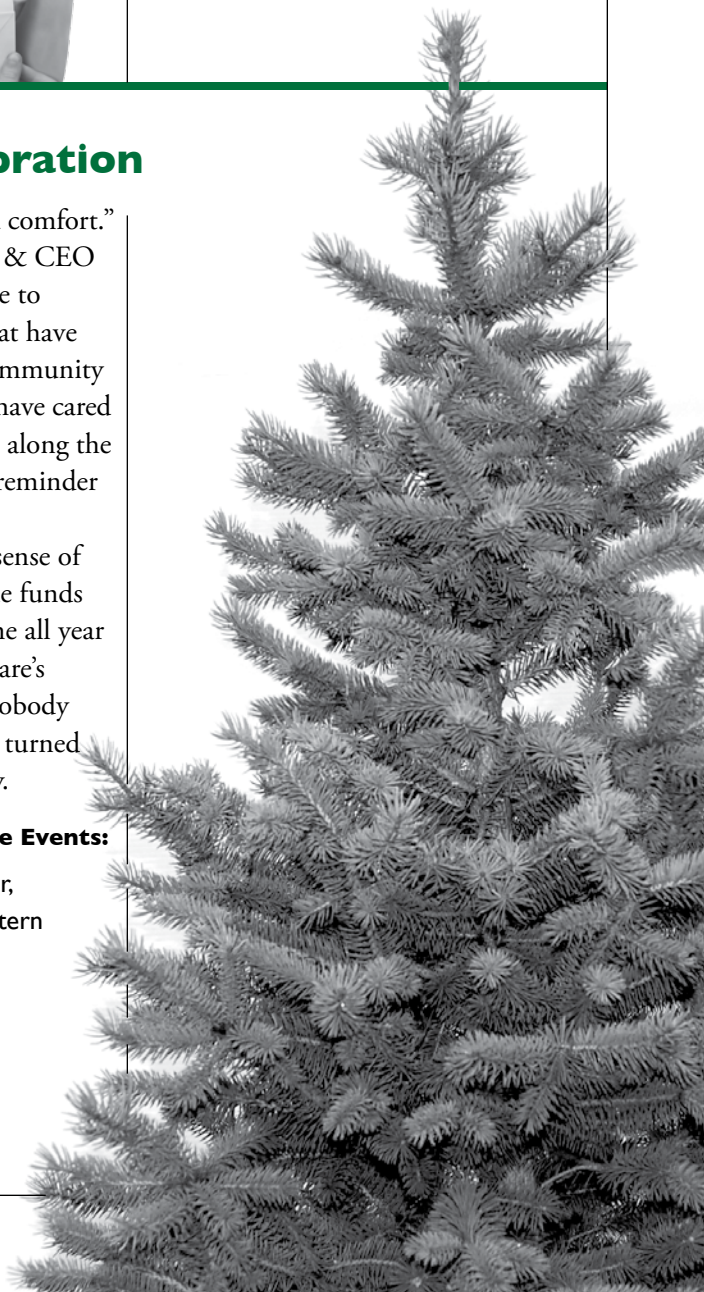 bration
comfort.”
& CEO
e to
at have
mmunity
have cared
along the
reminder
sense of
e funds
ne all year
are’s
obody
turned
y.
e Events:
r,
tern